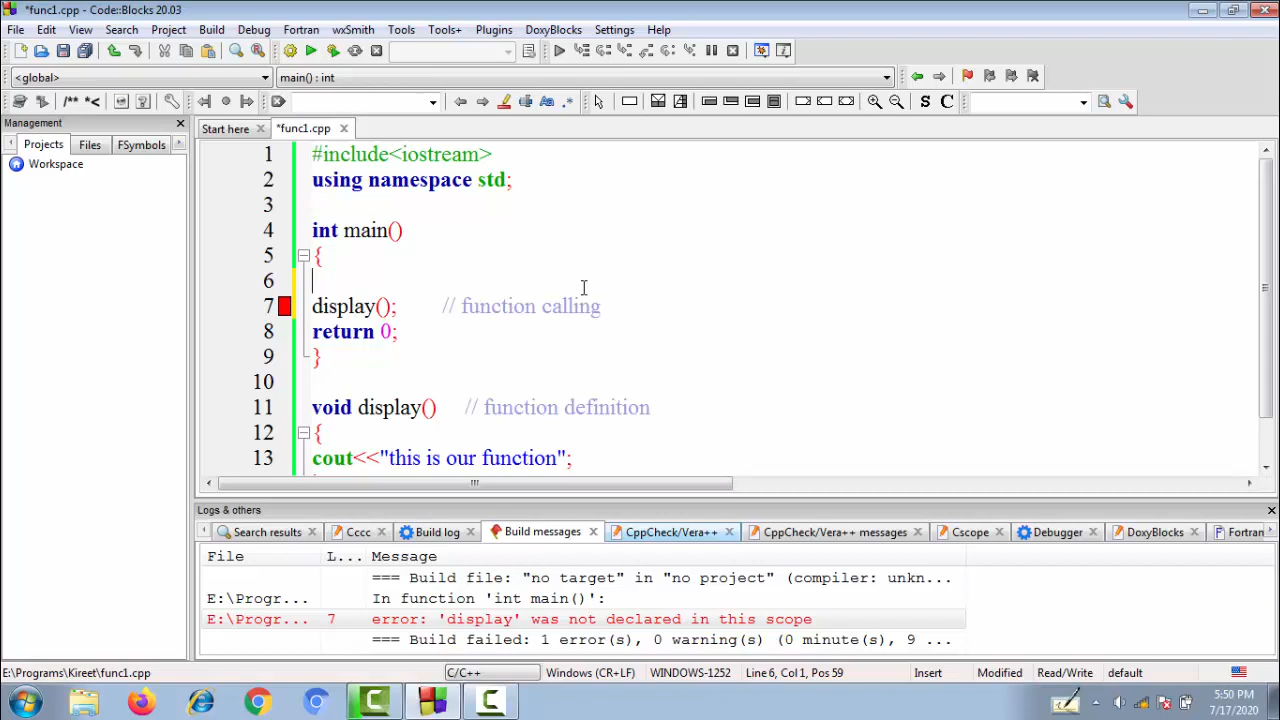 *func1.cpp - Code::Blocks 20.03
File Edit View Search Project Build Debug Fortran wxSmith Tools Tools+ Plugins DoxyBlocks Settings Help
<global> main() : int
/** *< S C
Management
Start here *func1.cpp
Projects Files FSymbols
Workspace
1 #include<iostream>
2 using namespace std;
3
4 int main()
5 {
6
7 display(); // function calling
8 return 0;
9 }
10
11 void display() // function definition
12 {
13 cout<<"this is our function";
Logs & others
Search results Cccc Build log Build messages CppCheck/Vera++ CppCheck/Vera++ messages Cscope Debugger DoxyBlocks Fortran
File L... Message
=== Build file: "no target" in "no project" (compiler: unkn...
E:\Progr... In function 'int main()':
E:\Progr... 7 error: 'display' was not declared in this scope
=== Build failed: 1 error(s), 0 warning(s) (0 minute(s), 9 ...
E:\Programs\Kireet\func1.cpp C/C++ Windows (CR+LF) WINDOWS-1252 Line 6, Col 1, Pos 59 Insert Modified Read/Write default
5:50 PM
7/17/2020